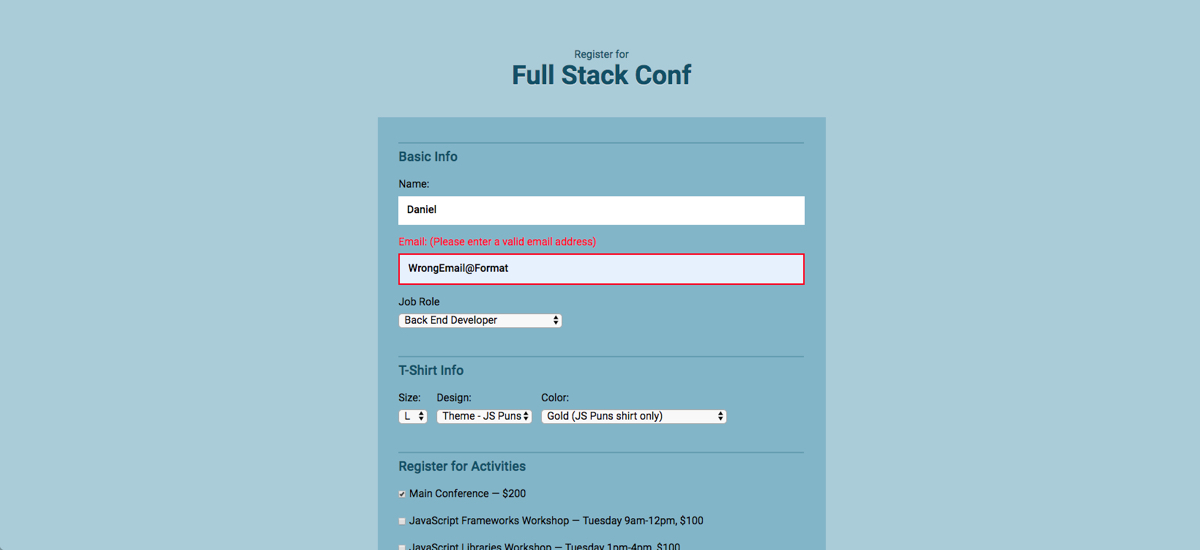 Register for
Full Stack Conf
Basic Info
Name:
Daniel
Email: (Please enter a valid email address)
WrongEmail@Format
Job Role
Back End Developer
T-Shirt Info
Size: Design: Color:
L Theme - JS Puns Gold (JS Puns shirt only)
Register for Activities
Main Conference — $200
JavaScript Frameworks Workshop — Tuesday 9am-12pm, $100
JavaScript Libraries Workshop — Tuesday 1pm-4pm, $100